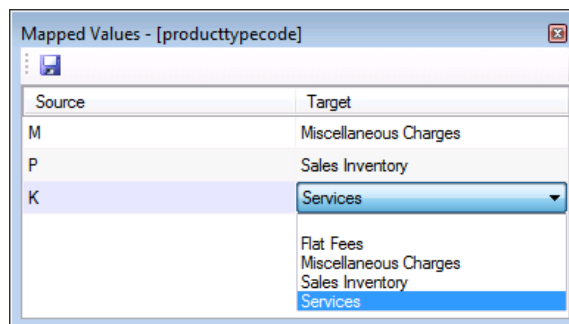 Mapped Values - [producttypecode]
Source Target
M Miscellaneous Charges
P Sales Inventory
K Services
Flat Fees
Miscellaneous Charges
Sales Inventory
Services